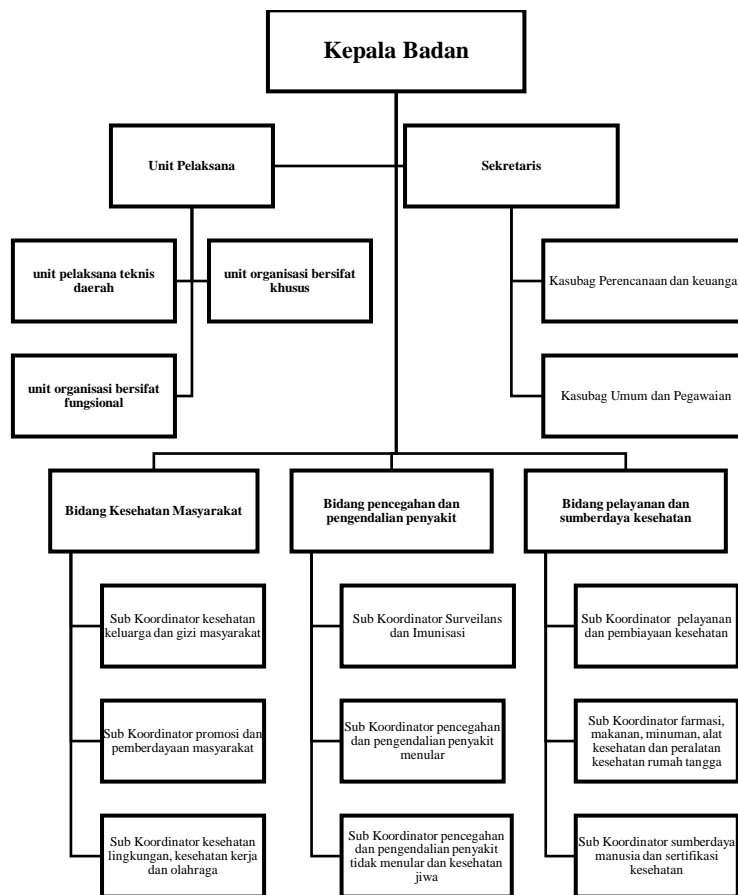 Kepala Badan
Unit Pelaksana
Sekretaris
unit pelaksana teknis
daerah
unit organisasi bersifat
khusus
Kasubag Perencanaan dan keuangan
unit organisasi bersifat
fungsional
Kasubag Umum dan Pegawaian
Bidang Kesehatan Masyarakat
Bidang pencegahan dan
pengendalian penyakit
Bidang pelayanan dan
sumberdaya kesehatan
Sub Koordinator kesehatan
keluarga dan gizi masyarakat
Sub Koordinator Surveilans
dan Imunisasi
Sub Koordinator pelayanan
dan pembiayaan kesehatan
Sub Koordinator promosi dan
pemberdayaan masyarakat
Sub Koordinator pencegahan
dan pengendalian penyakit
menular
Sub Koordinator farmasi,
makanan, minuman, alat
kesehatan dan peralatan
kesehatan rumah tangga
Sub Koordinator kesehatan
lingkungan, kesehatan kerja
dan olahraga
Sub Koordinator pencegahan
dan pengendalian penyakit
tidak menular dan kesehatan
jiwa
Sub Koordinator sumberdaya
manusia dan sertifikasi
kesehatan